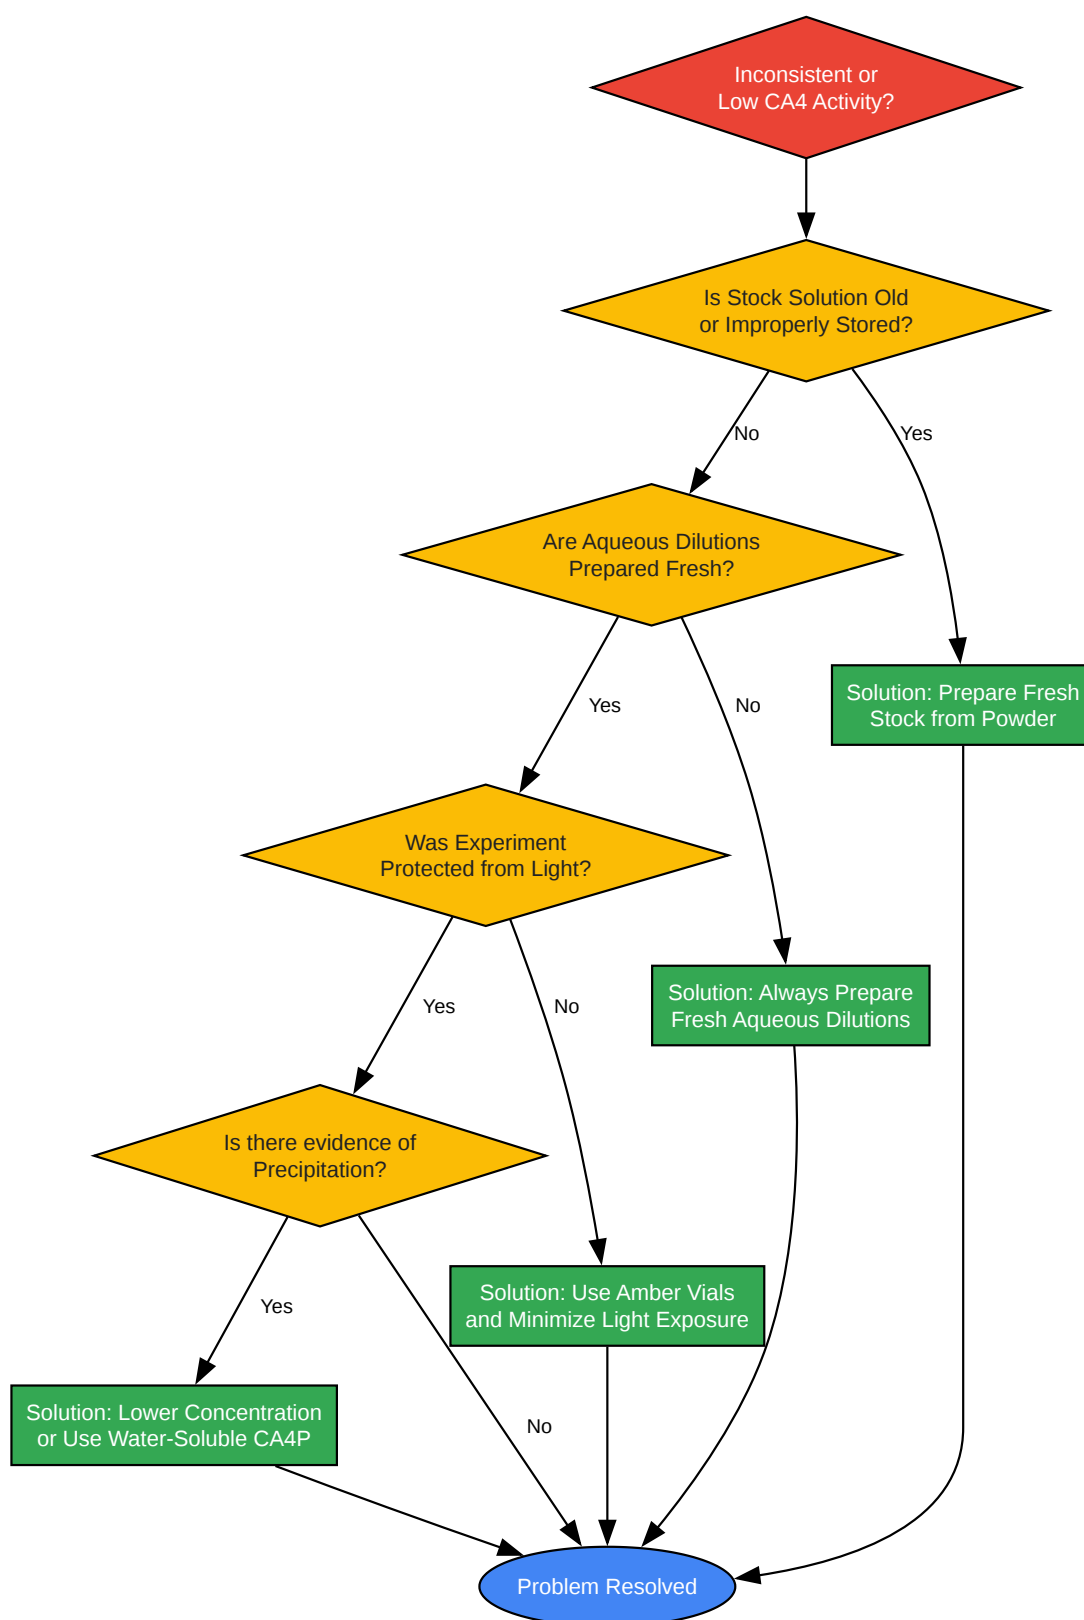 Inconsistent or
Low CA4 Activity?
Is Stock Solution Old
or Improperly Stored?
No
Yes
Are Aqueous Dilutions
Prepared Fresh?
Solution: Prepare Fresh
Stock from Powder
Yes
No
Was Experiment
Protected from Light?
Solution: Always Prepare
Fresh Aqueous Dilutions
Yes
No
Is there evidence of
Precipitation?
Solution: Use Amber Vials
and Minimize Light Exposure
Yes
No
Solution: Lower Concentration
or Use Water-Soluble CA4P
Problem Resolved